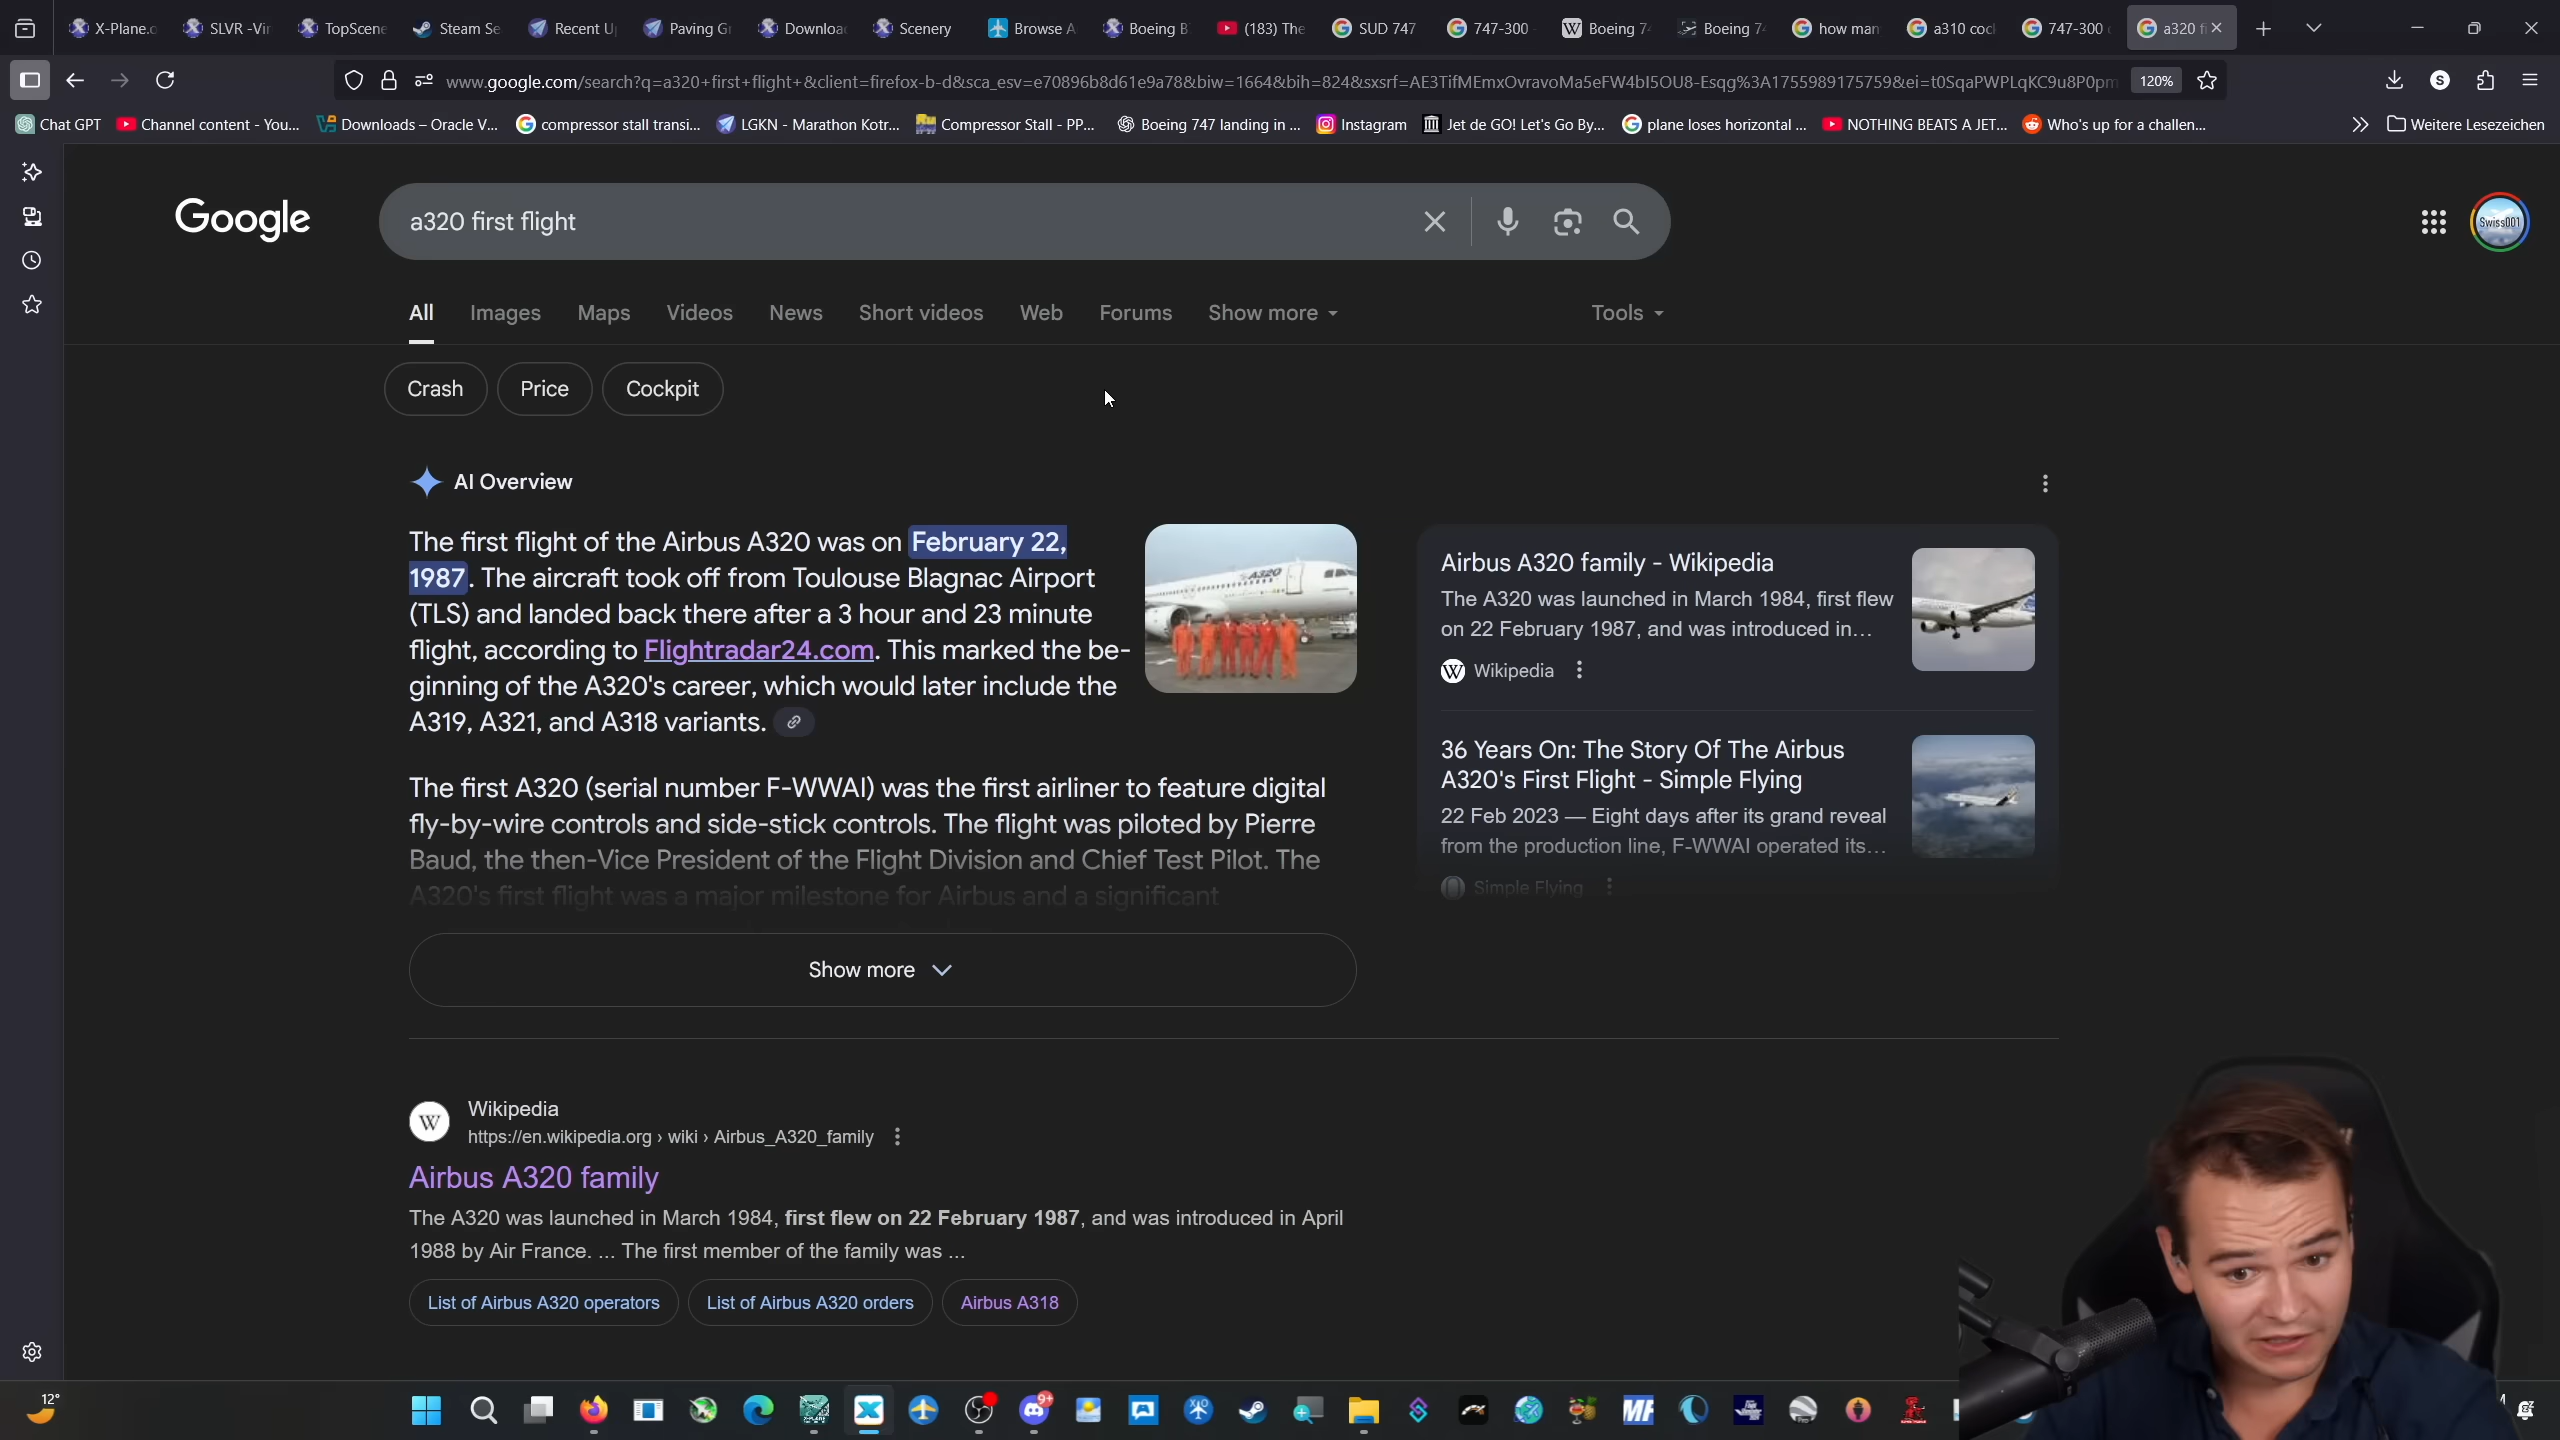 X-Plane.o
SLVR -Vir
TopScene
Steam Se
Recent U
Paving Gr
Downloa
Scenery
Browse A
Boeing B
(183) The
SUD 747
747-300
Boeing 7
Boeing 7
how man
a310 coc
747-300 c
a320 fi
www.google.com/search?q=a320+first+flight+&client=firefox-b-d&sca_esv=e70896b8d61e9a78&biw=1664&bih=824&sxsrf=AE3TifMEmxOvravoMa5eFW4bI5OU8-Esqg%3A1755989175759&ei=t0SqaPWPLqKC9u8P0pm
120%
S
Chat GPT
Channel content - You...
Downloads – Oracle V...
compressor stall transi...
LGKN - Marathon Kotr...
Compressor Stall - PP...
Boeing 747 landing in ...
Instagram
Jet de GO! Let's Go By...
plane loses horizontal ...
NOTHING BEATS A JET...
Who's up for a challen...
Weitere Lesezeichen
Google
a320 first flight
Swiss001
All
Images
Maps
Videos
News
Short videos
Web
Forums
Show more
Tools
Crash
Price
Cockpit
AI Overview
The first flight of the Airbus A320 was on February 22,
1987. The aircraft took off from Toulouse Blagnac Airport
(TLS) and landed back there after a 3 hour and 23 minute
flight, according to Flightradar24.com. This marked the be-
ginning of the A320's career, which would later include the
A319, A321, and A318 variants.
A320
The first A320 (serial number F-WWAI) was the first airliner to feature digital
fly-by-wire controls and side-stick controls. The flight was piloted by Pierre
Baud, the then-Vice President of the Flight Division and Chief Test Pilot. The
A320's first flight was a major milestone for Airbus and a significant
Show more
Airbus A320 family - Wikipedia
The A320 was launched in March 1984, first flew
on 22 February 1987, and was introduced in...
W Wikipedia
36 Years On: The Story Of The Airbus
A320's First Flight - Simple Flying
22 Feb 2023 — Eight days after its grand reveal
from the production line, F-WWAI operated its...
Simple Flying
W
Wikipedia
https://en.wikipedia.org › wiki › Airbus_A320_family
Airbus A320 family
The A320 was launched in March 1984, first flew on 22 February 1987, and was introduced in April
1988 by Air France. ... The first member of the family was ...
List of Airbus A320 operators
List of Airbus A320 orders
Airbus A318
12°
9+
MF